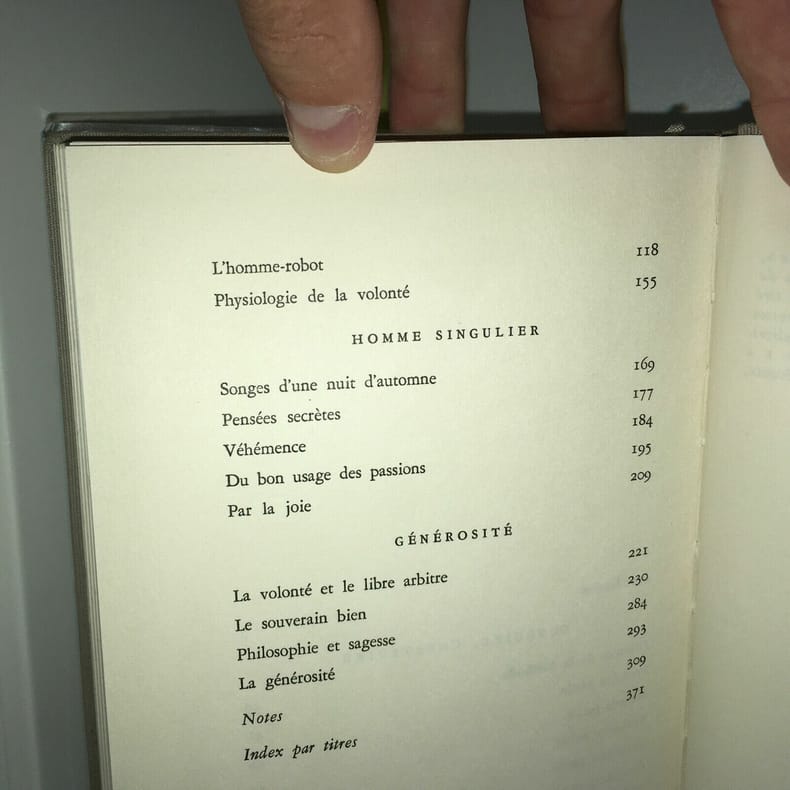 L'homme-robot 118
Physiologie de la volonté 155
HOMME SINGULIER
Songes d'une nuit d'automne 169
Pensées secrètes 177
Véhémence 184
Du bon usage des passions 195
Par la joie 209
GÉNÉROSITÉ
La volonté et le libre arbitre 221
Le souverain bien 230
Philosophie et sagesse 284
La générosité 293
Notes 309
Index par titres 371